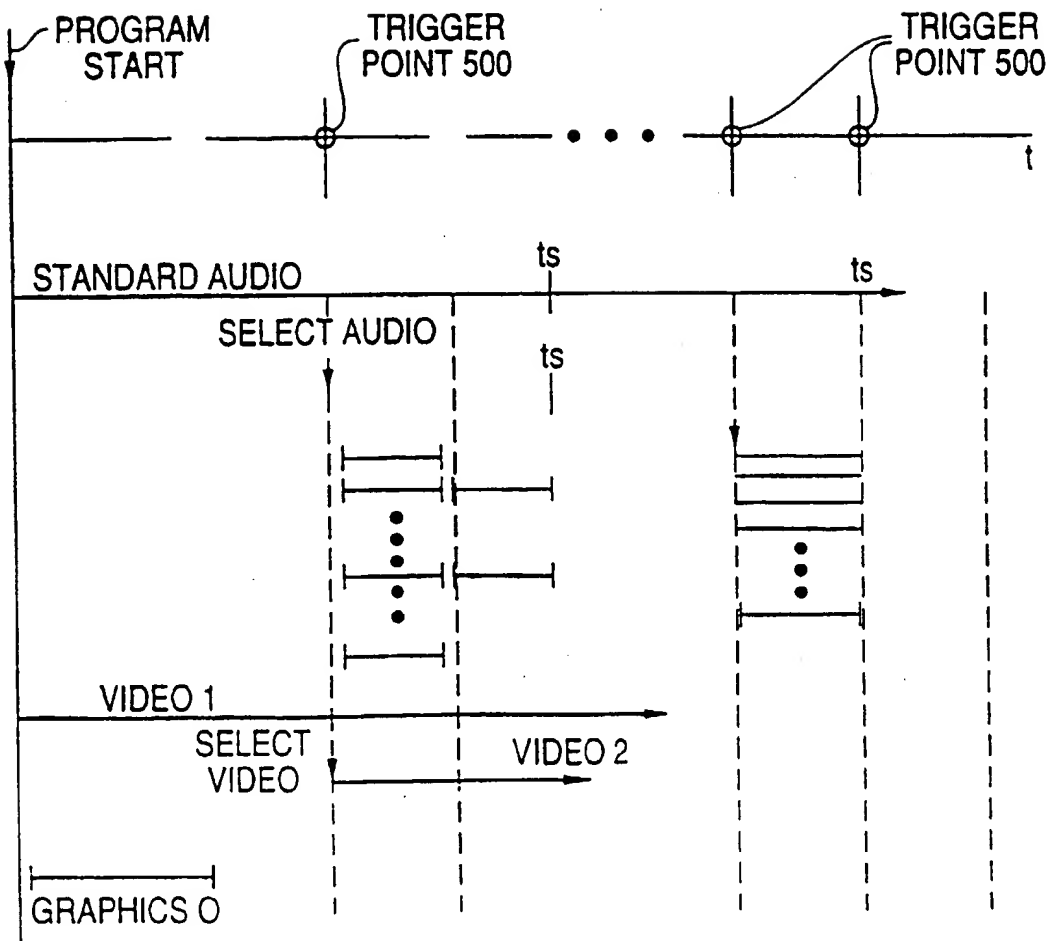 PROGRAM
START
TRIGGER
POINT 500
TRIGGER
POINT 500
t
STANDARD AUDIO
ts
ts
SELECT AUDIO
ts
VIDEO 1
SELECT
VIDEO
VIDEO 2
GRAPHICS O